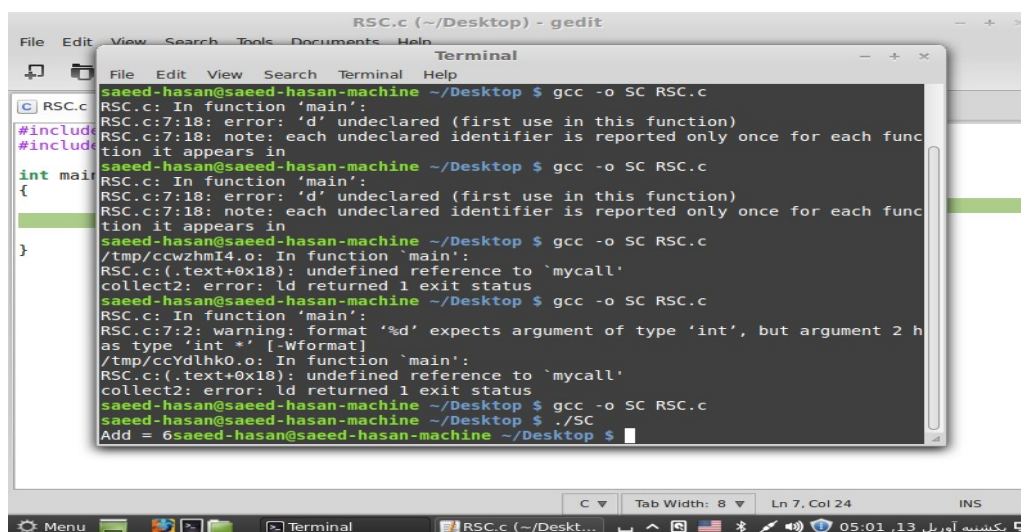 RSC.c (~/Desktop) - gedit
File Edit View Search Tools Documents Help
Terminal
File Edit View Search Terminal Help
RSC.c
#include
#include
int main
{
}
saeed-hasan@saeed-hasan-machine ~/Desktop $ gcc -o SC RSC.c
RSC.c: In function 'main':
RSC.c:7:18: error: ‘d’ undeclared (first use in this function)
RSC.c:7:18: note: each undeclared identifier is reported only once for each func
tion it appears in
saeed-hasan@saeed-hasan-machine ~/Desktop $ gcc -o SC RSC.c
RSC.c: In function 'main':
RSC.c:7:18: error: ‘d’ undeclared (first use in this function)
RSC.c:7:18: note: each undeclared identifier is reported only once for each func
tion it appears in
saeed-hasan@saeed-hasan-machine ~/Desktop $ gcc -o SC RSC.c
/tmp/ccwzhmI4.o: In function `main':
RSC.c:(.text+0x18): undefined reference to `mycall'
collect2: error: ld returned 1 exit status
saeed-hasan@saeed-hasan-machine ~/Desktop $ gcc -o SC RSC.c
RSC.c: In function 'main':
RSC.c:7:2: warning: format ‘%d’ expects argument of type ‘int’, but argument 2 h
as type ‘int *’ [-Wformat]
/tmp/ccYdlhkO.o: In function `main':
RSC.c:(.text+0x18): undefined reference to `mycall'
collect2: error: ld returned 1 exit status
saeed-hasan@saeed-hasan-machine ~/Desktop $ gcc -o SC RSC.c
saeed-hasan@saeed-hasan-machine ~/Desktop $ ./SC
Add = 6saeed-hasan@saeed-hasan-machine ~/Desktop $
C Tab Width: 8 Ln 7, Col 24 INS
Menu Terminal RSC.c (~/Deskt... یکشنبه آوریل 13, 05:01